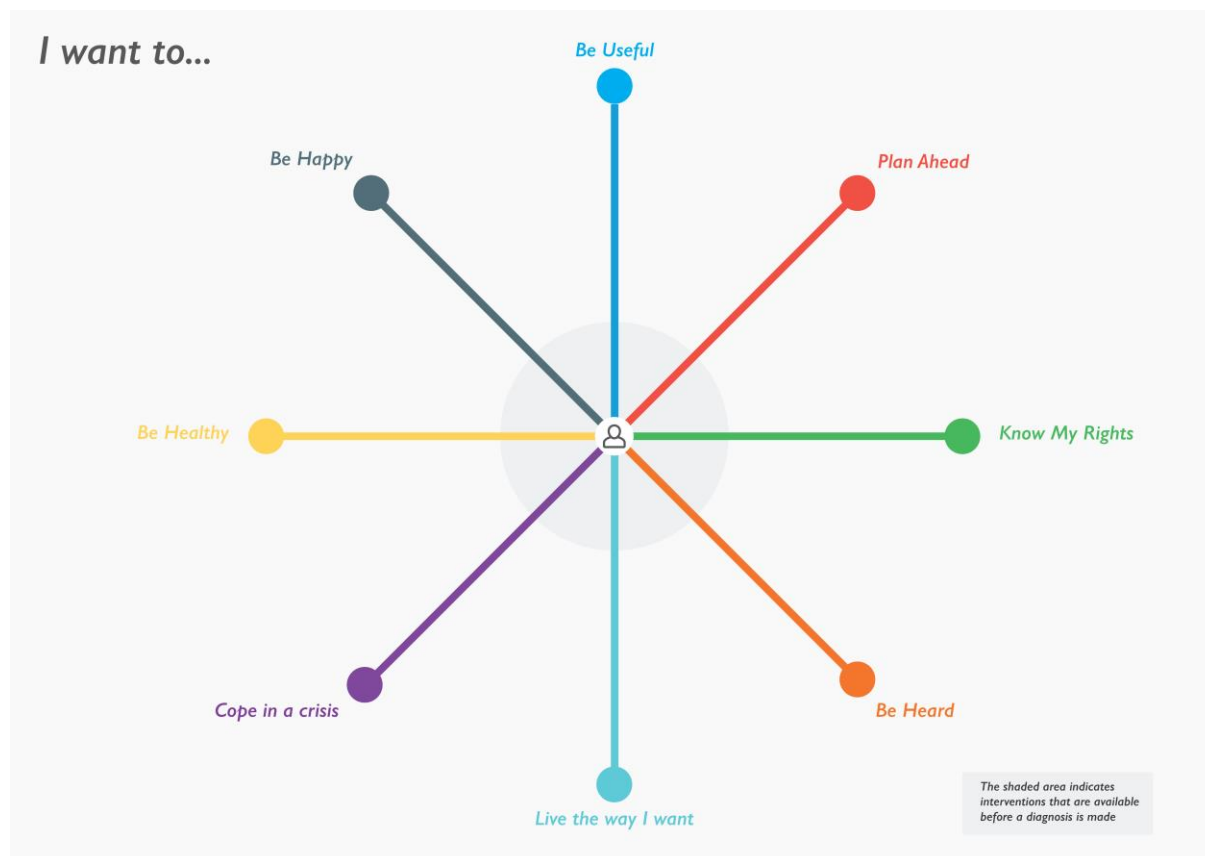 I want to...
Be Useful
Be Happy
Plan Ahead
Be Healthy
Know My Rights
Cope in a crisis
Be Heard
Live the way I want
The shaded area indicates
interventions that are available
before a diagnosis is made